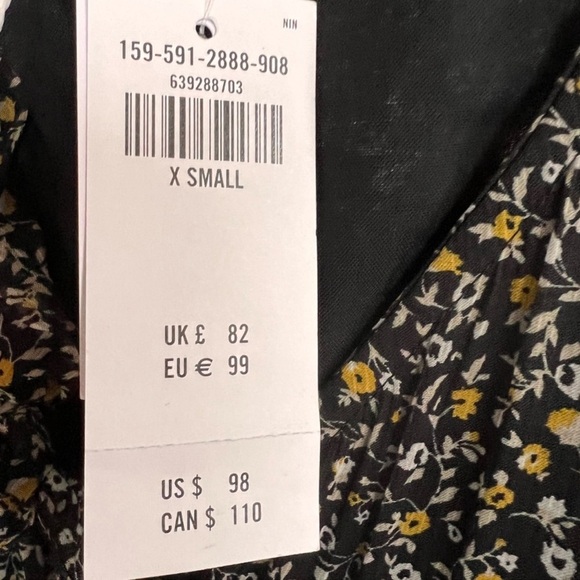 NIN
159-591-2888-908
639288703
X SMALL
UK £ 82
EU € 99
US $ 98
CAN $ 110